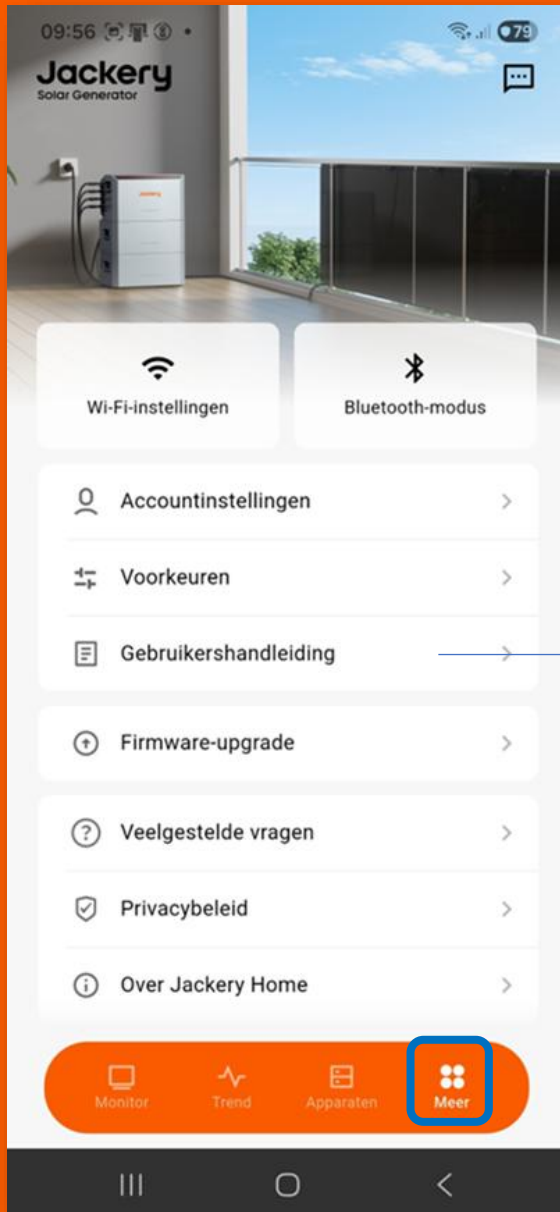 09:56
79
Jackery
Solar Generator
Wi-Fi-instellingen
Bluetooth-modus
Accountinstellingen
Voorkeuren
Gebruikershandleiding
Firmware-upgrade
Veelgestelde vragen
Privacybeleid
Over Jackery Home
Monitor
Trend
Apparaten
Meer